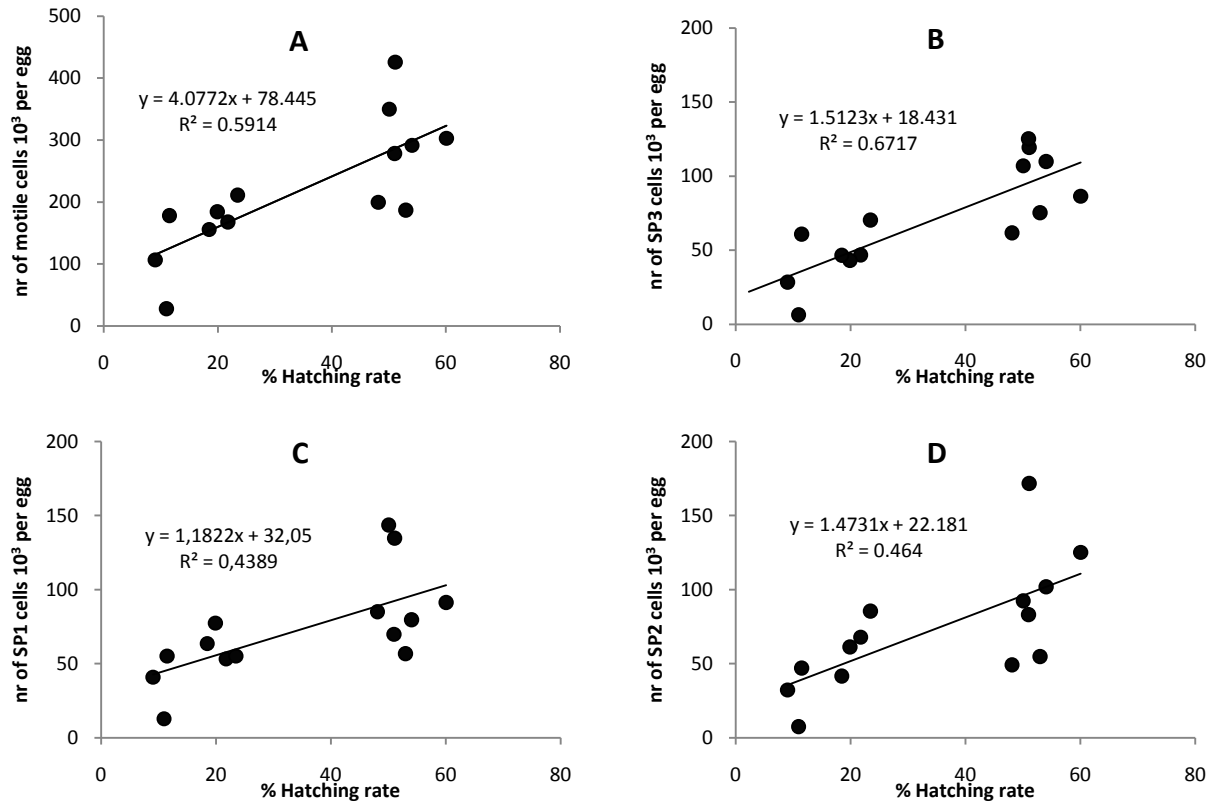 A
y = 4.0772x + 78.445
R² = 0.5914
nr of motile cells 10³ per egg
500
400
300
200
100
0
0 20 40 60 80
% Hatching rate
B
y = 1.5123x + 18.431
R² = 0.6717
nr of SP3 cells 10³ per egg
200
150
100
50
0
0 20 40 60 80
% Hatching rate
C
y = 1,1822x + 32,05
R² = 0,4389
nr of SP1 cells 10³ per egg
200
150
100
50
0
0 20 40 60 80
% Hatching rate
D
y = 1.4731x + 22.181
R² = 0.464
nr of SP2 cells 10³ per egg
200
150
100
50
0
0 20 40 60 80
% Hatching rate